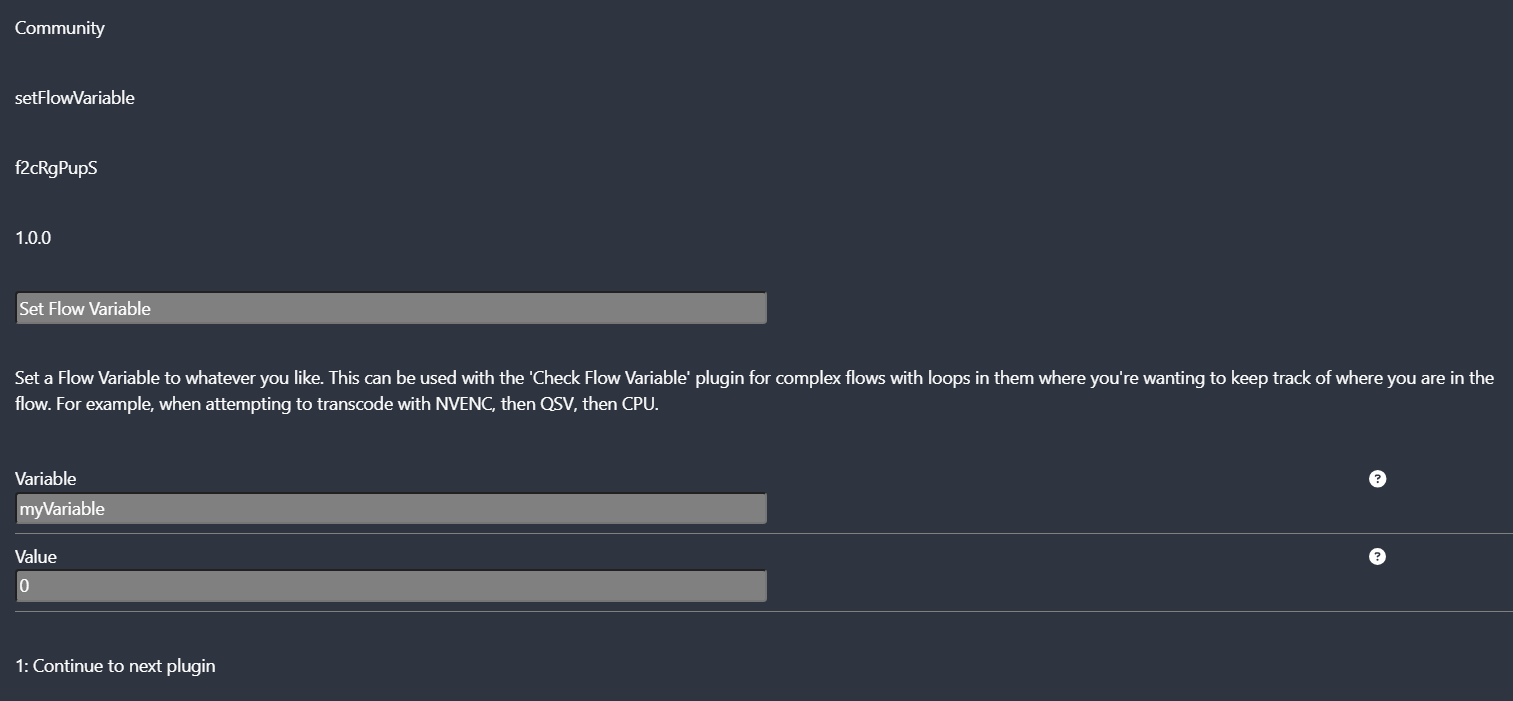 Community
setFlowVariable
f2cRgPupS
1.0.0
Set Flow Variable
Set a Flow Variable to whatever you like. This can be used with the 'Check Flow Variable' plugin for complex flows with loops in them where you're wanting to keep track of where you are in the
flow. For example, when attempting to transcode with NVENC, then QSV, then CPU.
Variable
?
myVariable
Value
?
0
1: Continue to next plugin